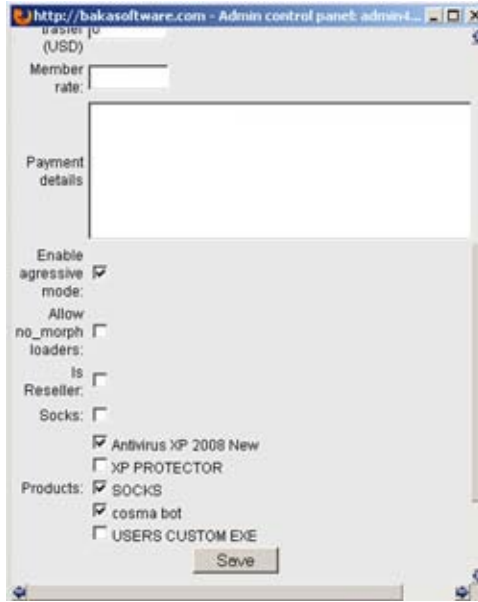 http://bakasoftware.com - Admin control panel: admin4...
(USD)
Member
rate:
Payment
details
Enable
agressive
mode:
Allow
no_morph
loaders:
Is
Reseller:
Socks:
Antivirus XP 2008 New
XP PROTECTOR
Products: SOCKS
cosma bot
USERS CUSTOM EXE
Save